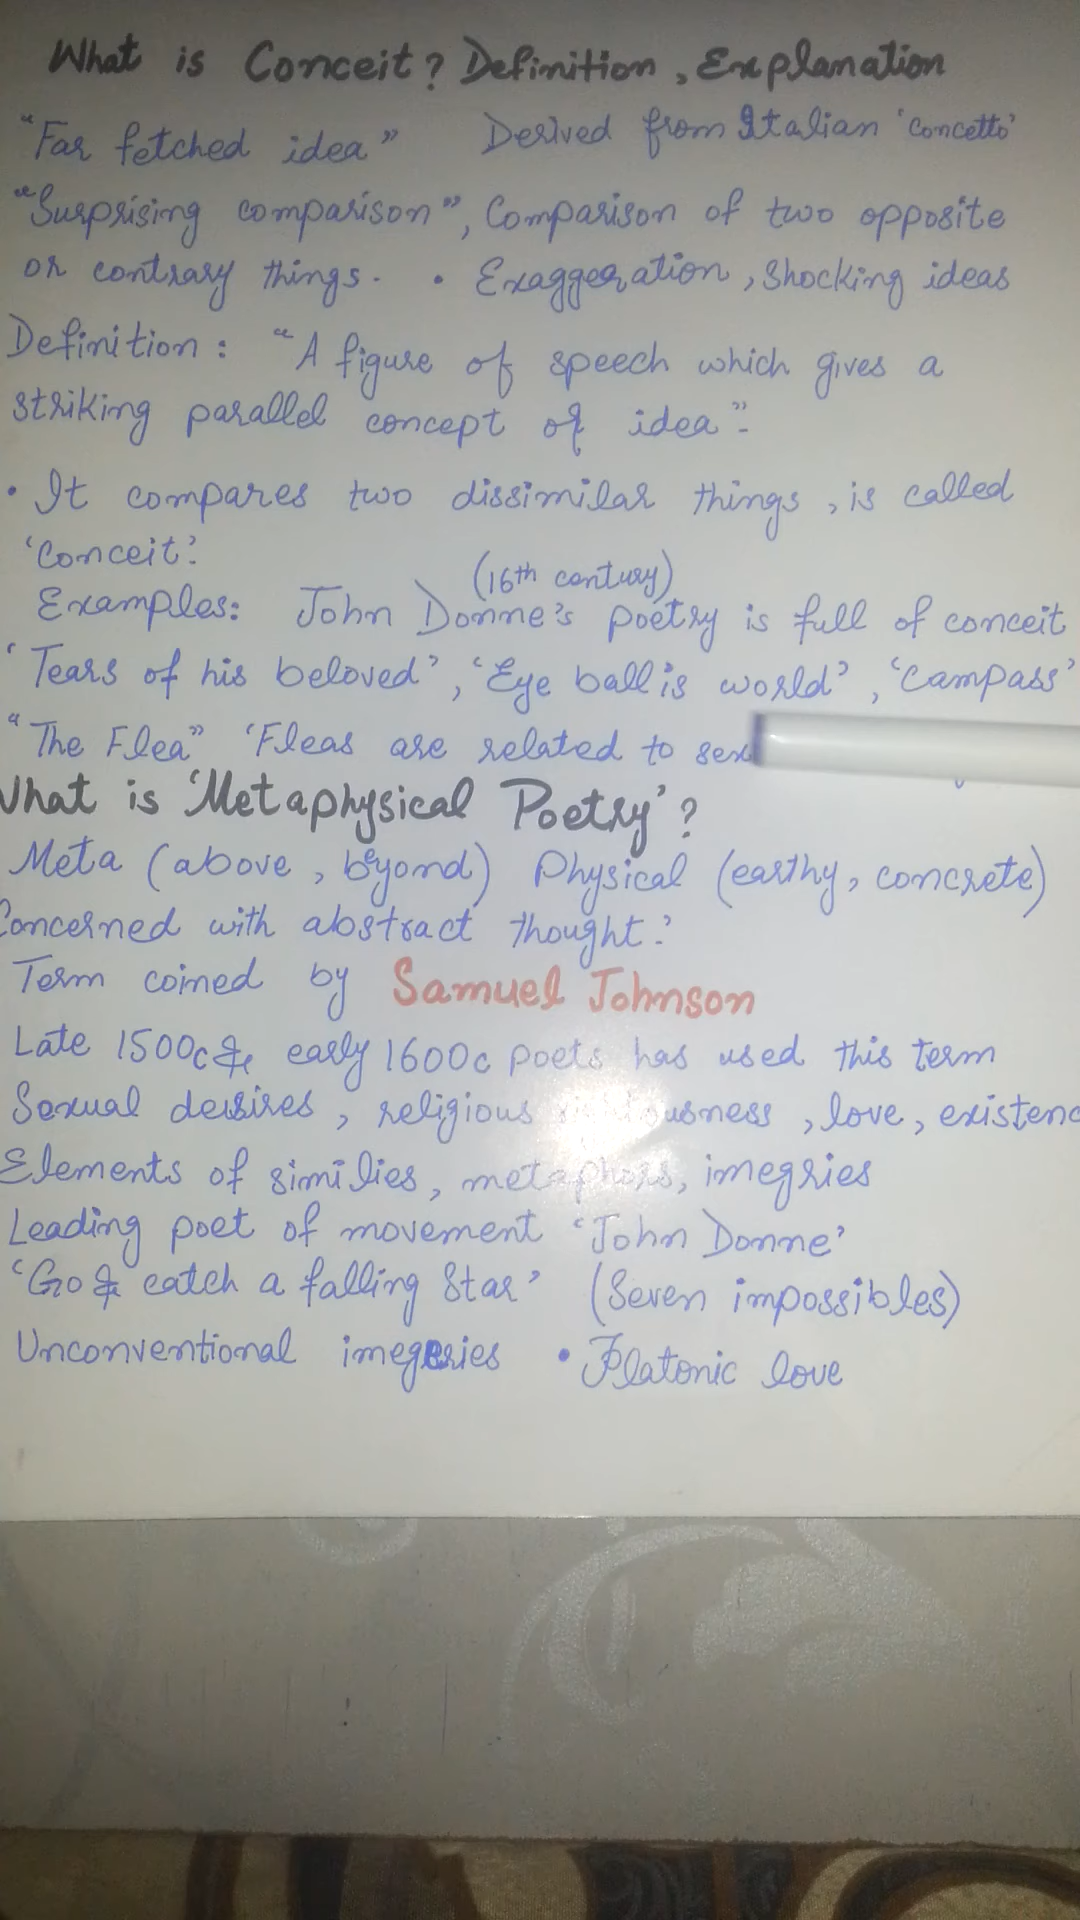 What is Conceit? Definition, Explanation
"Far fetched idea" Derived from Italian 'concetto'
"Surprising comparison", Comparison of two opposite
or contrary things. • Exaggeration, Shocking ideas
Definition: "A figure of speech which gives a
striking parallel concept of idea".
• It compares two dissimilar things, is called
'Conceit'.
(16th century)
Examples: John Donne's poetry is full of conceit
'Tears of his beloved', 'Eye ball is world', 'Campass'
"The Flea" 'Fleas are related to sex
What is 'Metaphysical Poetry'?
Meta (above, beyond) Physical (earthy, concrete)
Concerned with abstract thought.'
Term coined by Samuel Johnson
Late 1500c & early 1600c poets has used this term
Sexual desires, religious , love, existenc
Elements of similies, metaphors, imegries
Leading poet of movement 'John Donne'
'Go & catch a falling Star' (Seven impossibles)
Unconventional imegries • Platonic love